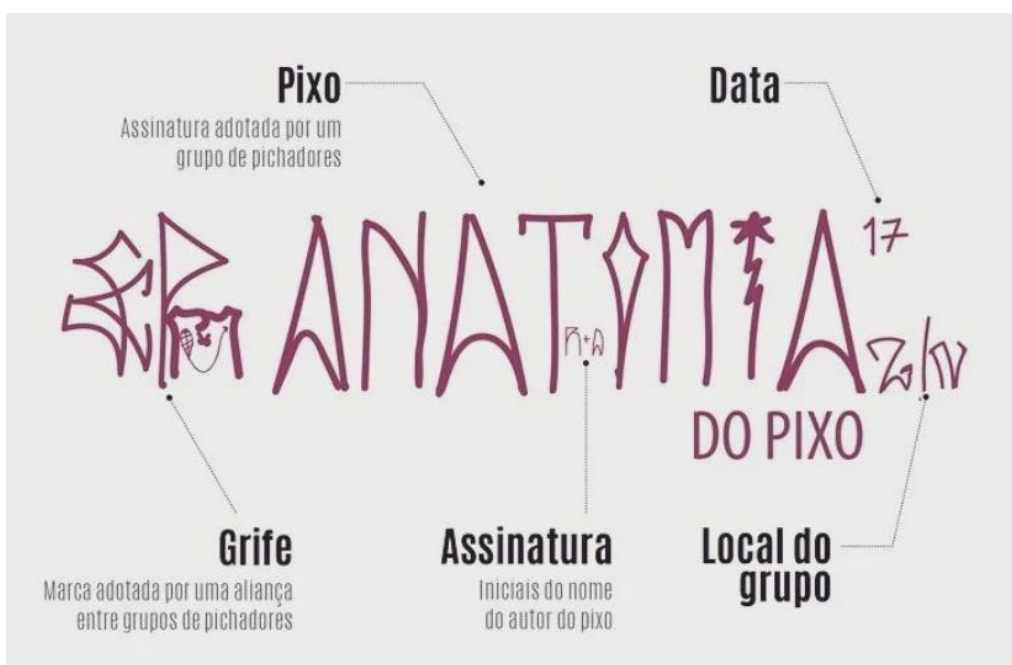 Pixo
Assinatura adotada por um
grupo de pichadores
Data
ANATOMIA
17
R+A
Z/N
DO PIXO
Grife
Marca adotada por uma aliança
entre grupos de pichadores
Assinatura
Iniciais do nome
do autor do pixo
Local do
grupo